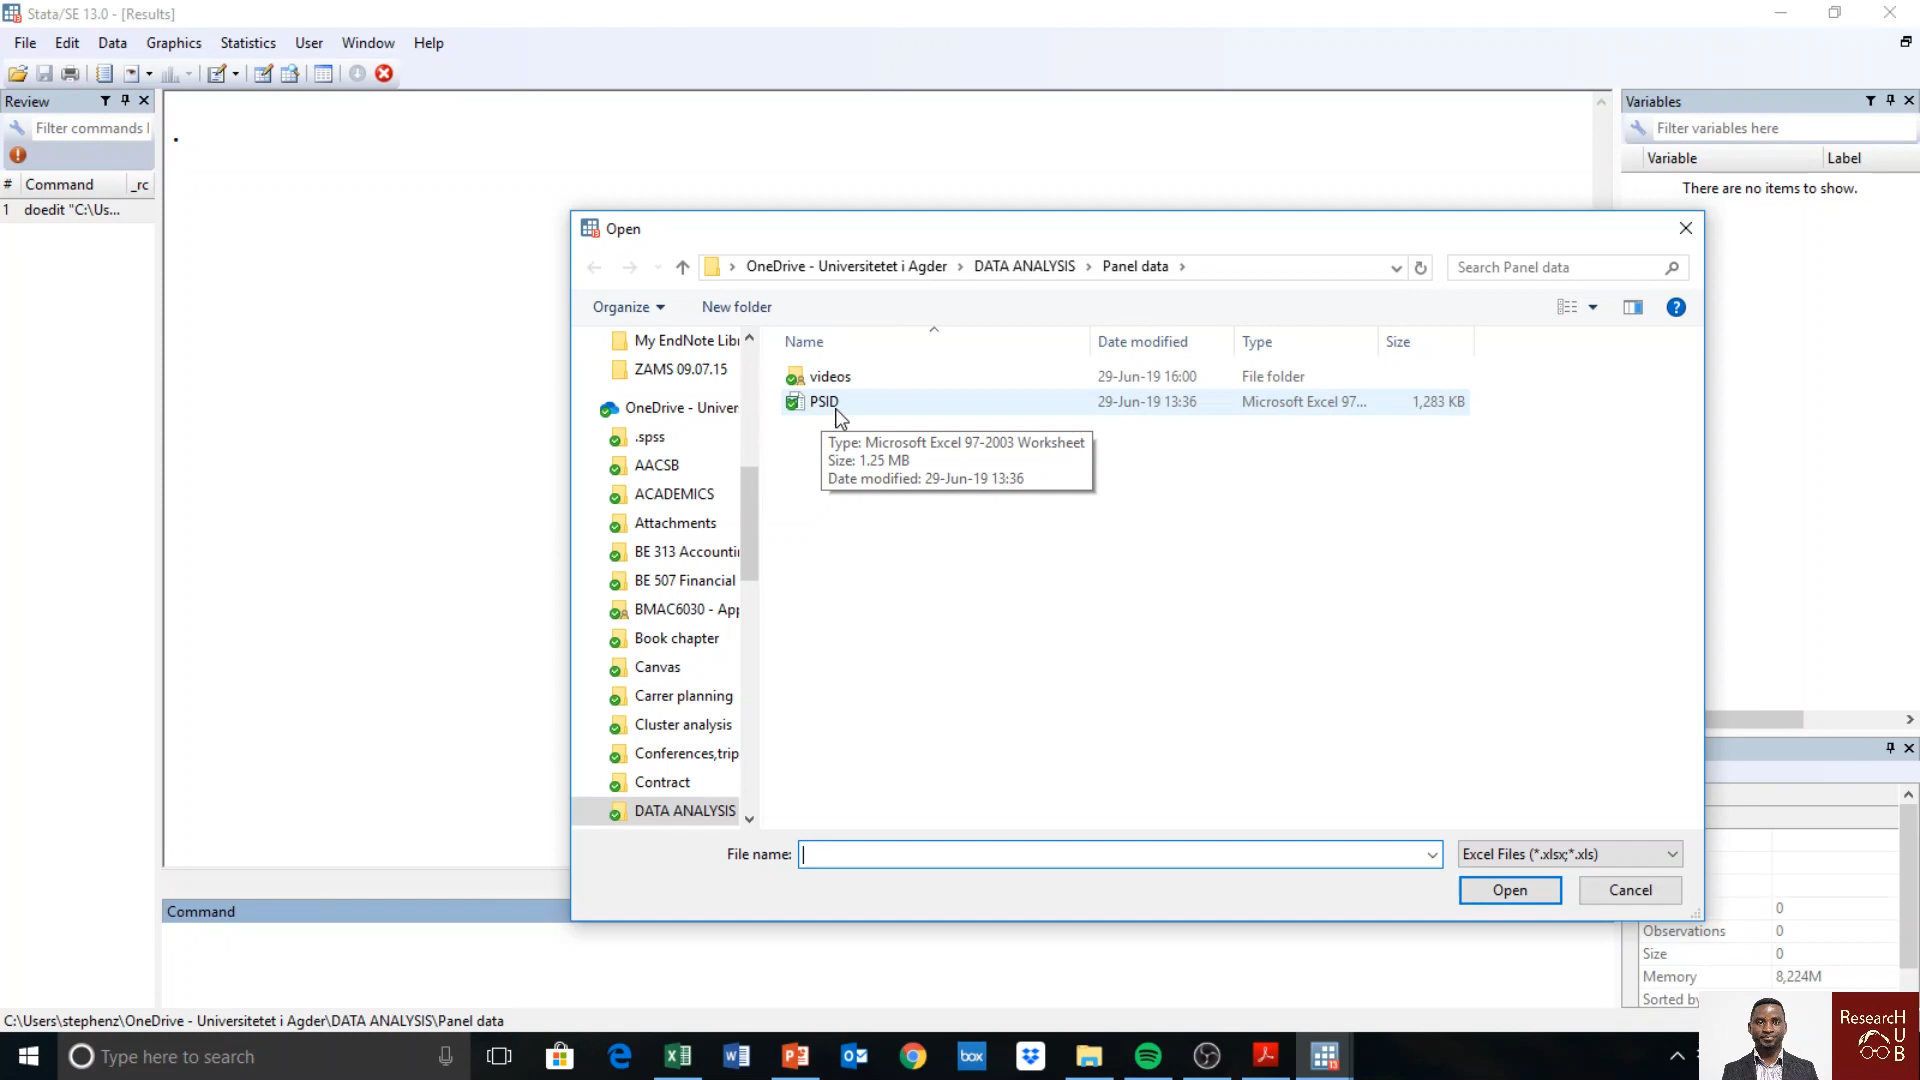 Stata/SE 13.0 - [Results]
File Edit Data Graphics Statistics User Window Help
Review
Filter commands
# Command _rc
1 doedit "C:\Us...
.
Variables
Filter variables here
Variable Label
There are no items to show.
Open
OneDrive - Universitetet i Agder DATA ANALYSIS Panel data
Search Panel data
Organize New folder
Name Date modified Type Size
videos 29-Jun-19 16:00 File folder
PSID 29-Jun-19 13:36 Microsoft Excel 97... 1,283 KB
Type: Microsoft Excel 97-2003 Worksheet
Size: 1.25 MB
Date modified: 29-Jun-19 13:36
My EndNote Libr
ZAMS 09.07.15
OneDrive - Univer
.spss
AACSB
ACADEMICS
Attachments
BE 313 Accounti
BE 507 Financial
BMAC6030 - App
Book chapter
Canvas
Carrer planning
Cluster analysis
Conferences,trip
Contract
DATA ANALYSIS
File name:
Excel Files (*.xlsx;*.xls)
Open Cancel
0
Observations 0
Size 0
Memory 8,224M
Sorted by
Command
C:\Users\stephenz\OneDrive - Universitetet i Agder\DATA ANALYSIS\Panel data
Type here to search
box
ResearcH
U
B